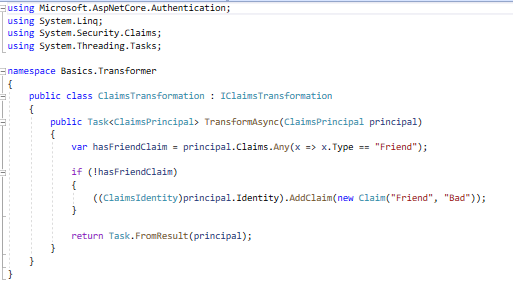 using Microsoft.AspNetCore.Authentication;
using System.Linq;
using System.Security.Claims;
using System.Threading.Tasks;

namespace Basics.Transformer
{
    public class ClaimsTransformation : IClaimsTransformation
    {
        public Task<ClaimsPrincipal> TransformAsync(ClaimsPrincipal principal)
        {
            var hasFriendClaim = principal.Claims.Any(x => x.Type == "Friend");

            if (!hasFriendClaim)
            {
                ((ClaimsIdentity)principal.Identity).AddClaim(new Claim("Friend", "Bad"));
            }

            return Task.FromResult(principal);
        }
    }
}